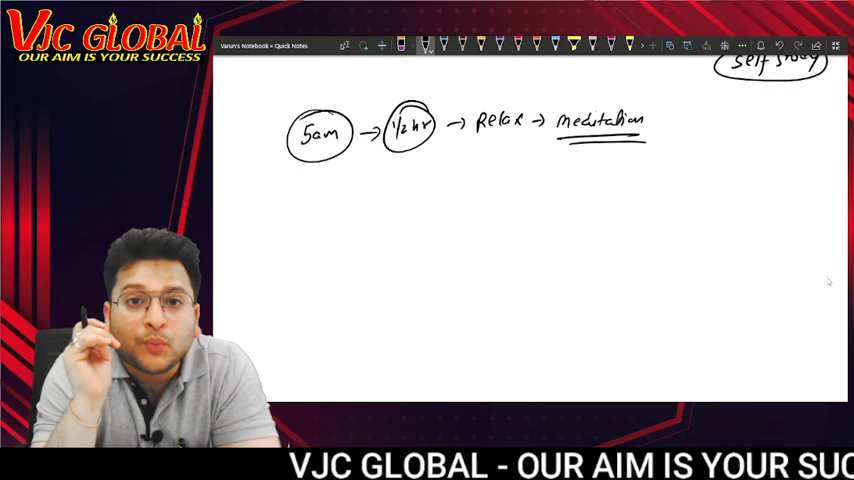 VJC GLOBAL
OUR AIM IS YOUR SUCCESS
Varun's Notebook » Quick Notes
self study
5am → 1/2 hr → Relax → meditation
VJC GLOBAL - OUR AIM IS YOUR SUC